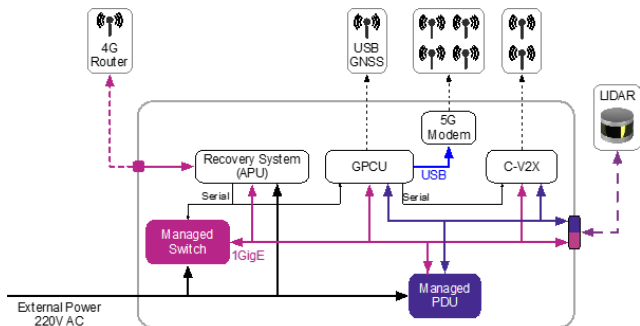 4G
Router
USB
GNSS
LIDAR
5G
Modem
Recovery System
(APU)
GPCU
C-V2X
USB
Serial
Serial
Managed
Switch
1GigE
Managed
PDU
External Power
220V AC